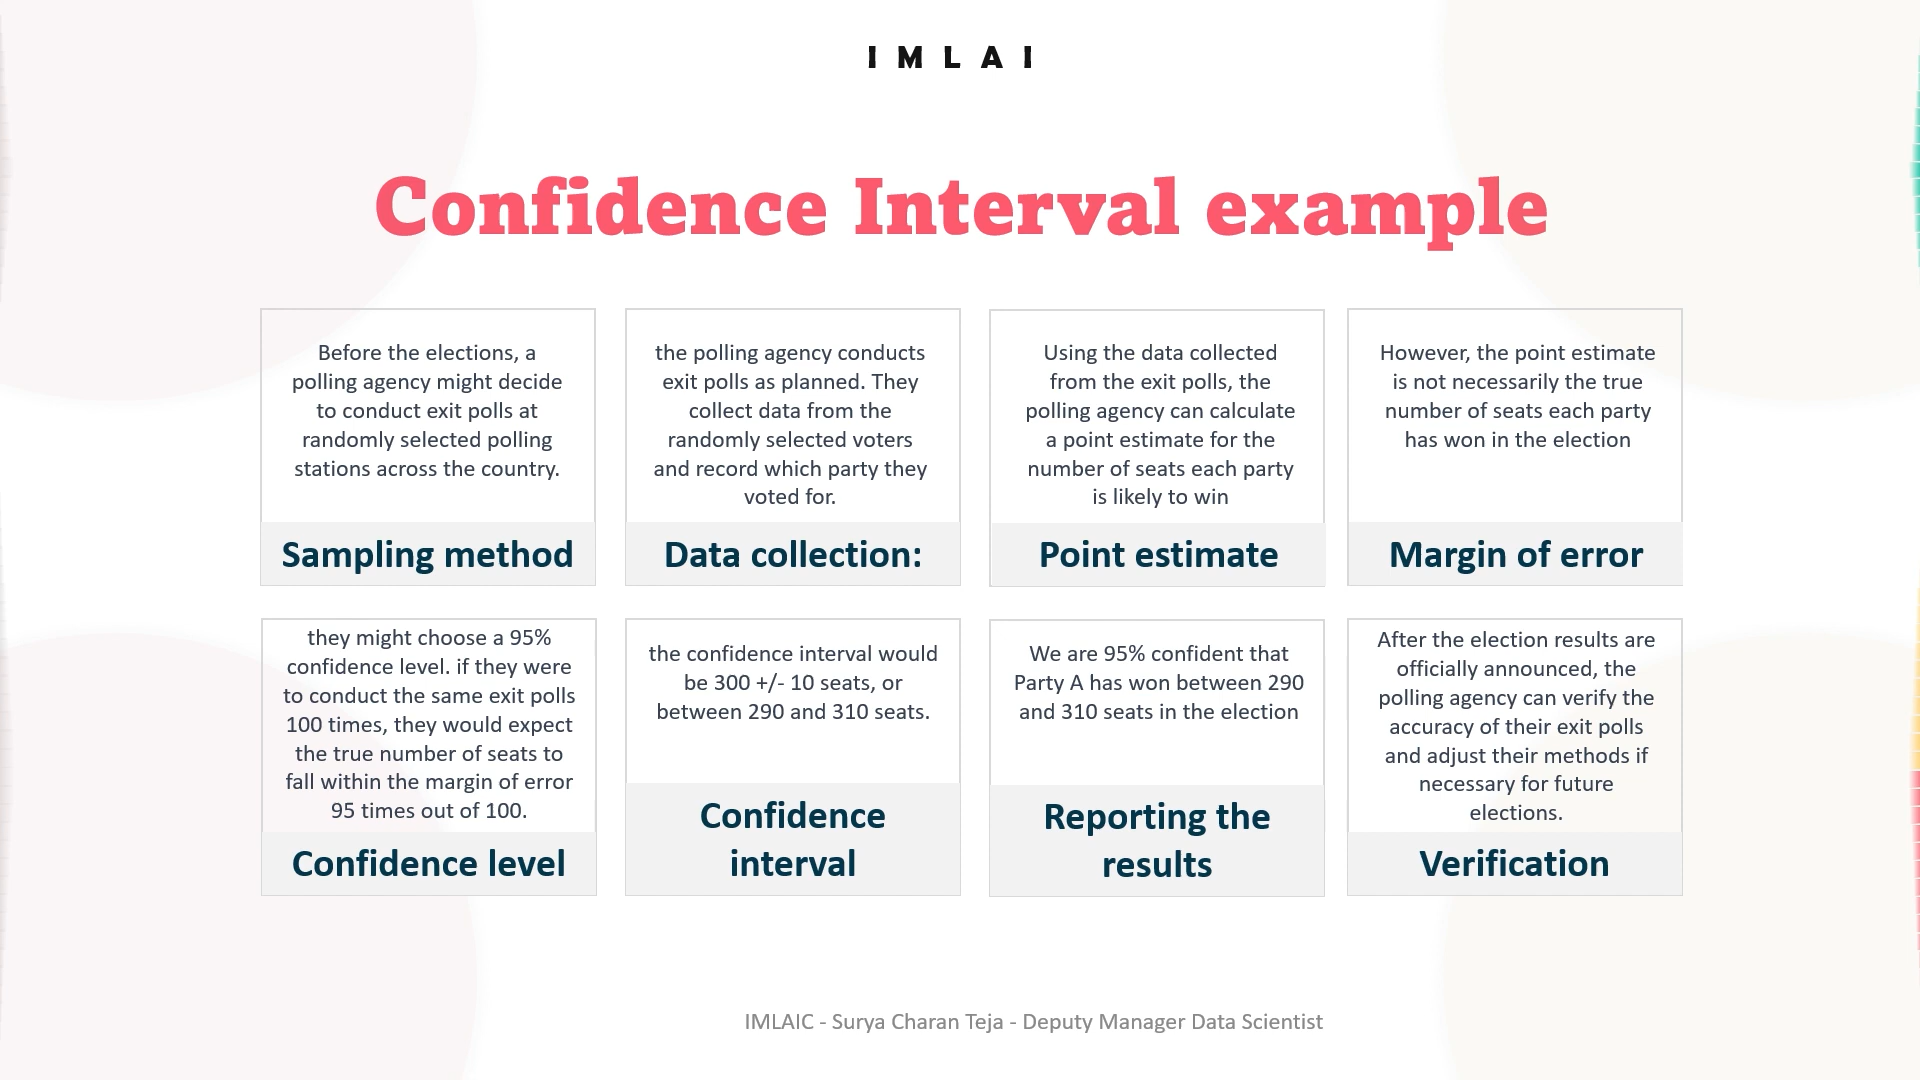 IMLAI
Confidence Interval example
Before the elections, a
polling agency might decide
to conduct exit polls at
randomly selected polling
stations across the country.
Sampling method
the polling agency conducts
exit polls as planned. They
collect data from the
randomly selected voters
and record which party they
voted for.
Data collection:
Using the data collected
from the exit polls, the
polling agency can calculate
a point estimate for the
number of seats each party
is likely to win
Point estimate
However, the point estimate
is not necessarily the true
number of seats each party
has won in the election
Margin of error
they might choose a 95%
confidence level. if they were
to conduct the same exit polls
100 times, they would expect
the true number of seats to
fall within the margin of error
95 times out of 100.
Confidence level
the confidence interval would
be 300 +/- 10 seats, or
between 290 and 310 seats.
Confidence
interval
We are 95% confident that
Party A has won between 290
and 310 seats in the election
Reporting the
results
After the election results are
officially announced, the
polling agency can verify the
accuracy of their exit polls
and adjust their methods if
necessary for future
elections.
Verification
IMLAIC - Surya Charan Teja - Deputy Manager Data Scientist